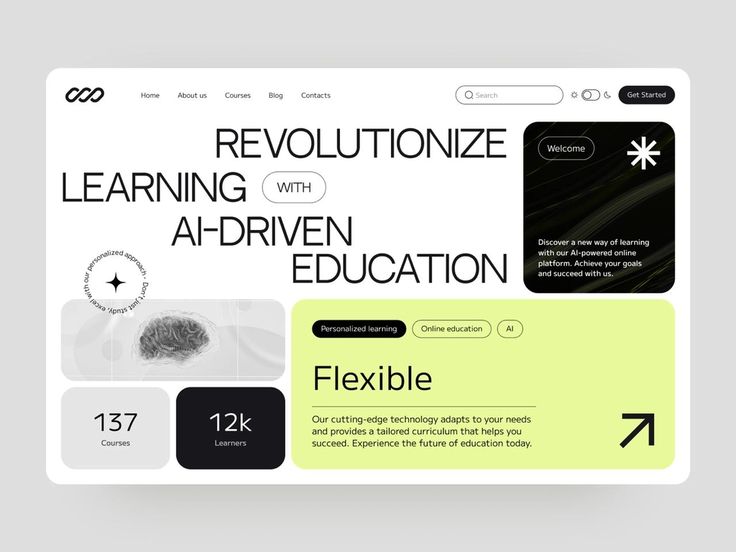 Home About us Courses Blog Contacts Search Get Started
REVOLUTIONIZE
LEARNING WITH
AI-DRIVEN
EDUCATION
Welcome
Discover a new way of learning
with our AI-powered online
platform. Achieve your goals
and succeed with us.
Don't just study, excel with our personalized approach -
137
Courses
12k
Learners
Personalized learning Online education AI
Flexible
Our cutting-edge technology adapts to your needs
and provides a tailored curriculum that helps you
succeed. Experience the future of education today.